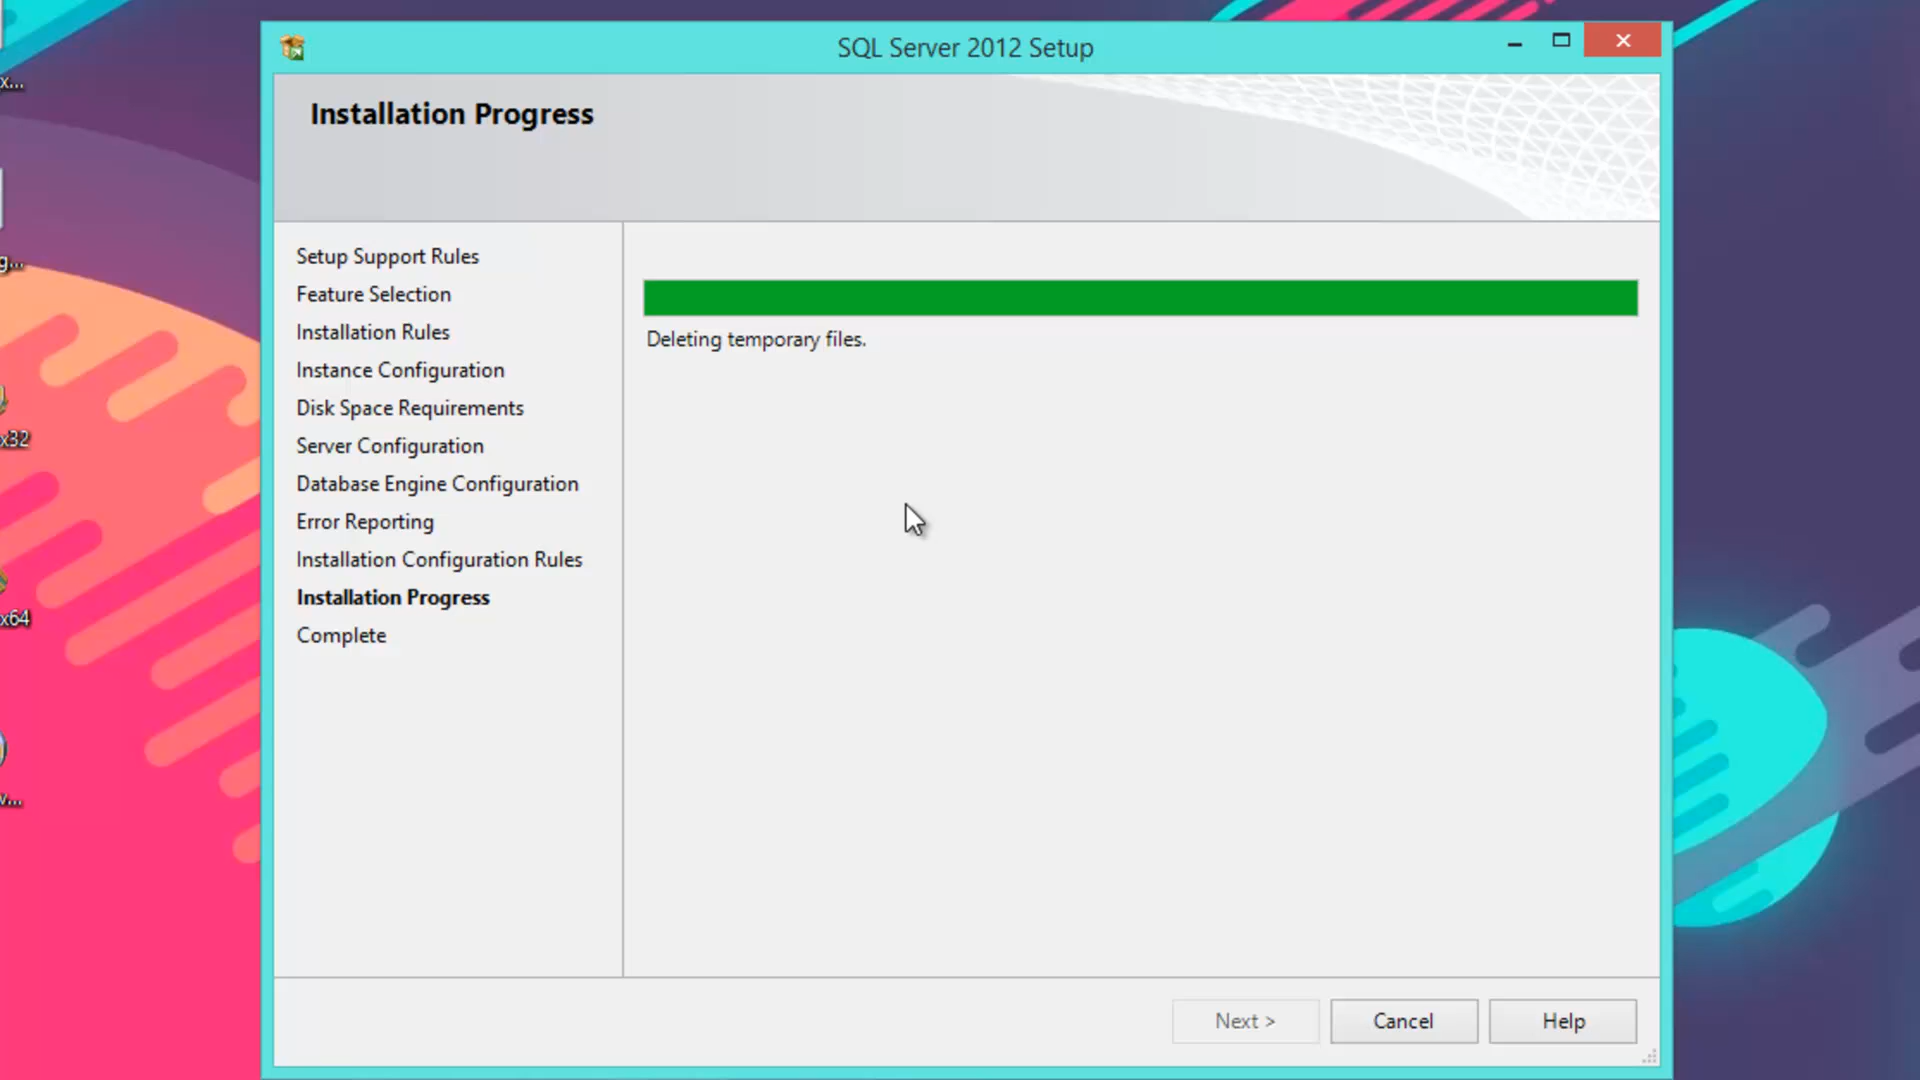 SQL Server 2012 Setup
Installation Progress
Setup Support Rules
Feature Selection
Installation Rules
Instance Configuration
Disk Space Requirements
Server Configuration
Database Engine Configuration
Error Reporting
Installation Configuration Rules
Installation Progress
Complete
Deleting temporary files.
Next >
Cancel
Help
x...
g...
x32
x64